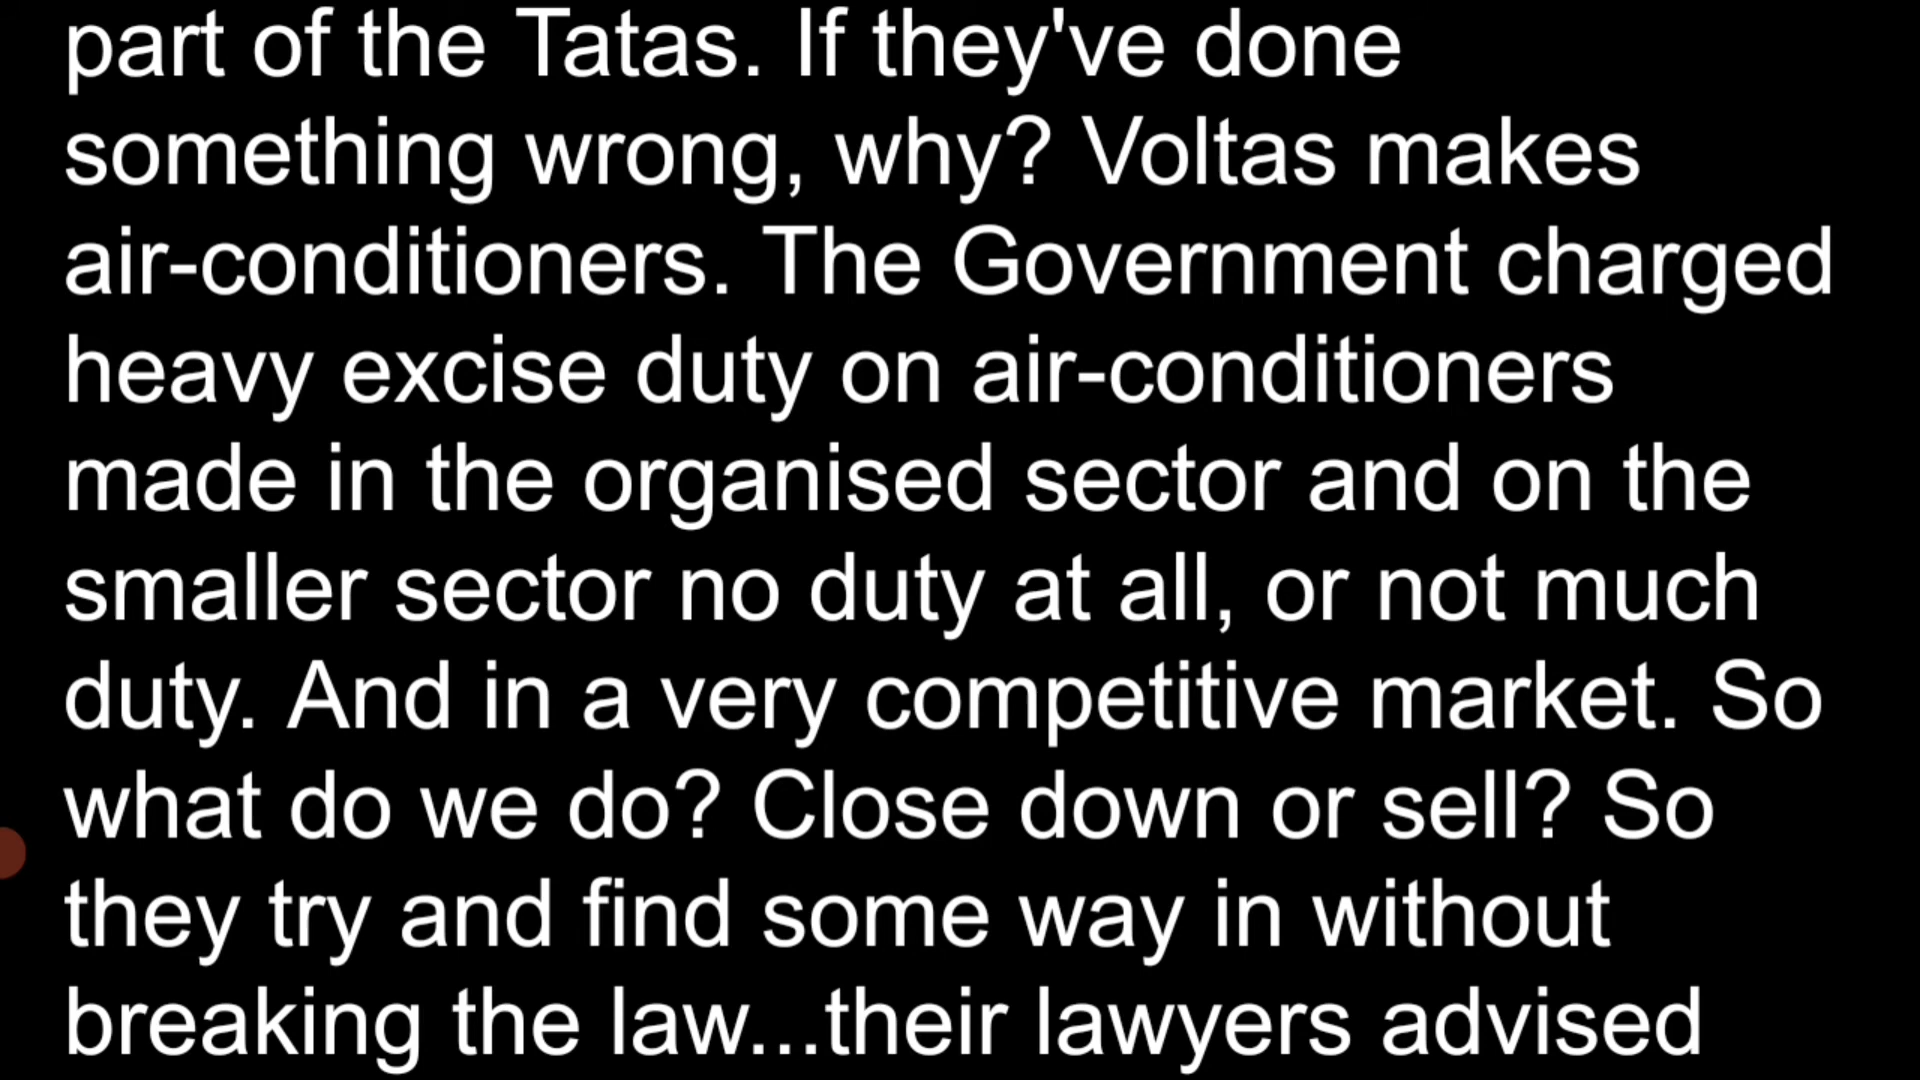 part of the Tatas. If they've done
something wrong, why? Voltas makes
air-conditioners. The Government charged
heavy excise duty on air-conditioners
made in the organised sector and on the
smaller sector no duty at all, or not much
duty. And in a very competitive market. So
what do we do? Close down or sell? So
they try and find some way in without
breaking the law...their lawyers advised